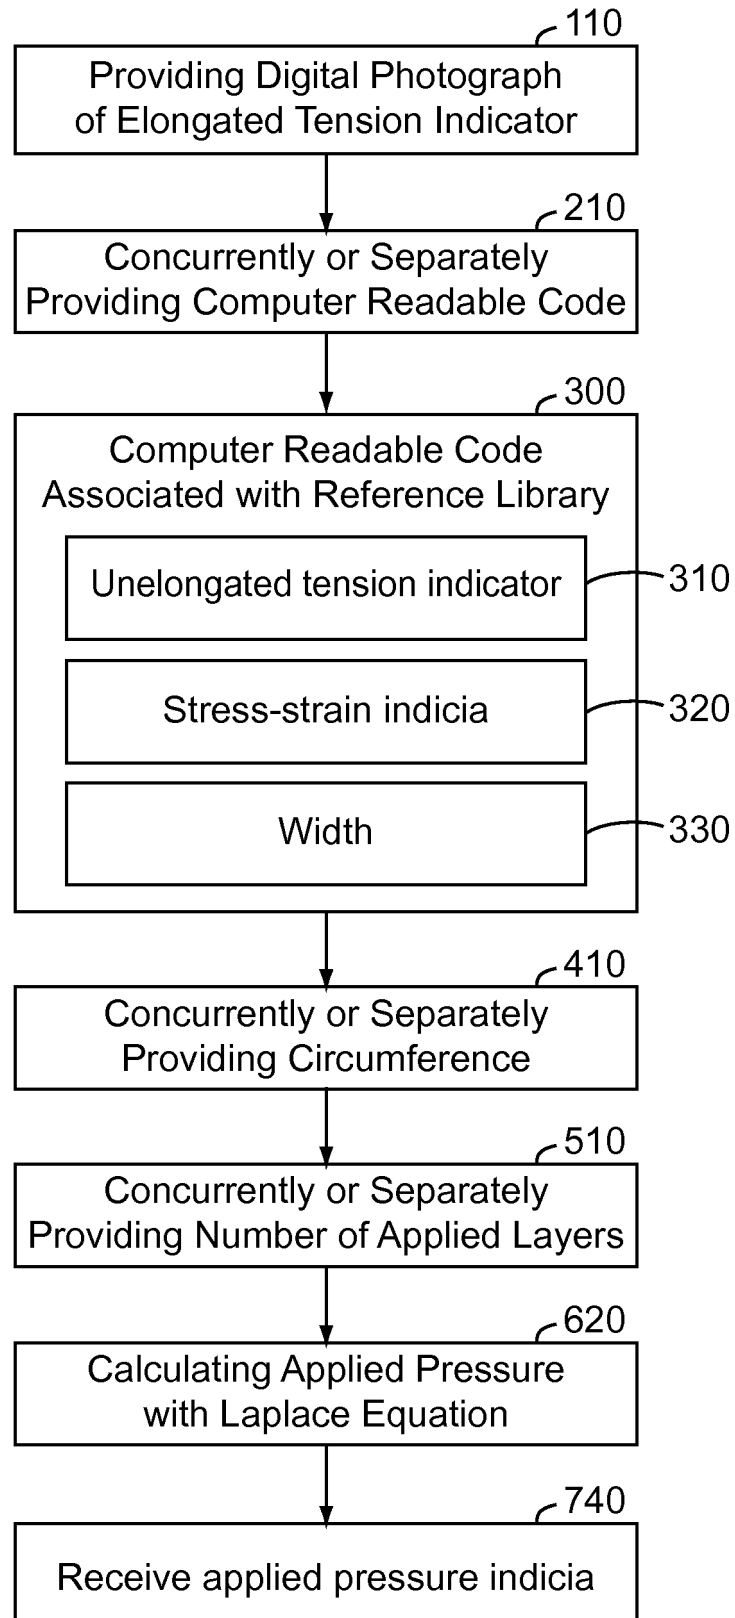 110
Providing Digital Photograph
of Elongated Tension Indicator
210
Concurrently or Separately
Providing Computer Readable Code
300
Computer Readable Code
Associated with Reference Library
Unelongated tension indicator
310
Stress-strain indicia
320
Width
330
410
Concurrently or Separately
Providing Circumference
510
Concurrently or Separately
Providing Number of Applied Layers
620
Calculating Applied Pressure
with Laplace Equation
740
Receive applied pressure indicia